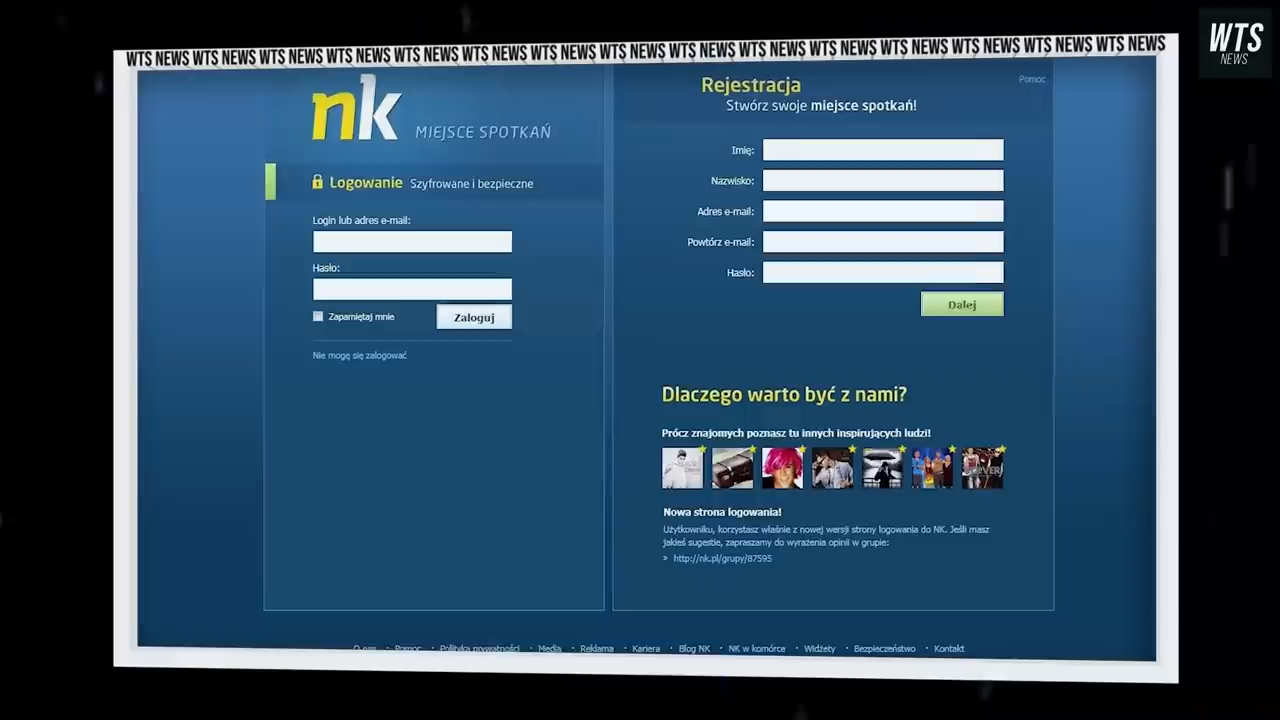 WTS NEWS WTS NEWS WTS NEWS WTS NEWS WTS NEWS WTS NEWS WTS NEWS WTS NEWS WTS NEWS WTS NEWS WTS NEWS WTS NEWS WTS NEWS WTS NEWS WTS NEWS
WTS
NEWS
nk MIEJSCE SPOTKAŃ
Logowanie Szyfrowane i bezpieczne
Login lub adres e-mail:
Hasło:
Zapamiętaj mnie
Zaloguj
Nie mogę się zalogować
Rejestracja
Pomoc
Stwórz swoje miejsce spotkań!
Imię:
Nazwisko:
Adres e-mail:
Powtórz e-mail:
Hasło:
Dalej
Dlaczego warto być z nami?
Prócz znajomych poznasz tu innych inspirujących ludzi!
Nowa strona logowania!
Użytkowniku, korzystasz właśnie z nowej wersji strony logowania do NK. Jeśli masz
jakieś sugestie, zapraszamy do wyrażenia opinii w grupie:
» http://nk.pl/grupy/87595
O nas · Pomoc · Polityka prywatności · Media · Reklama · Kariera · Blog NK · NK w komórce · Widżety · Bezpieczeństwo · Kontakt